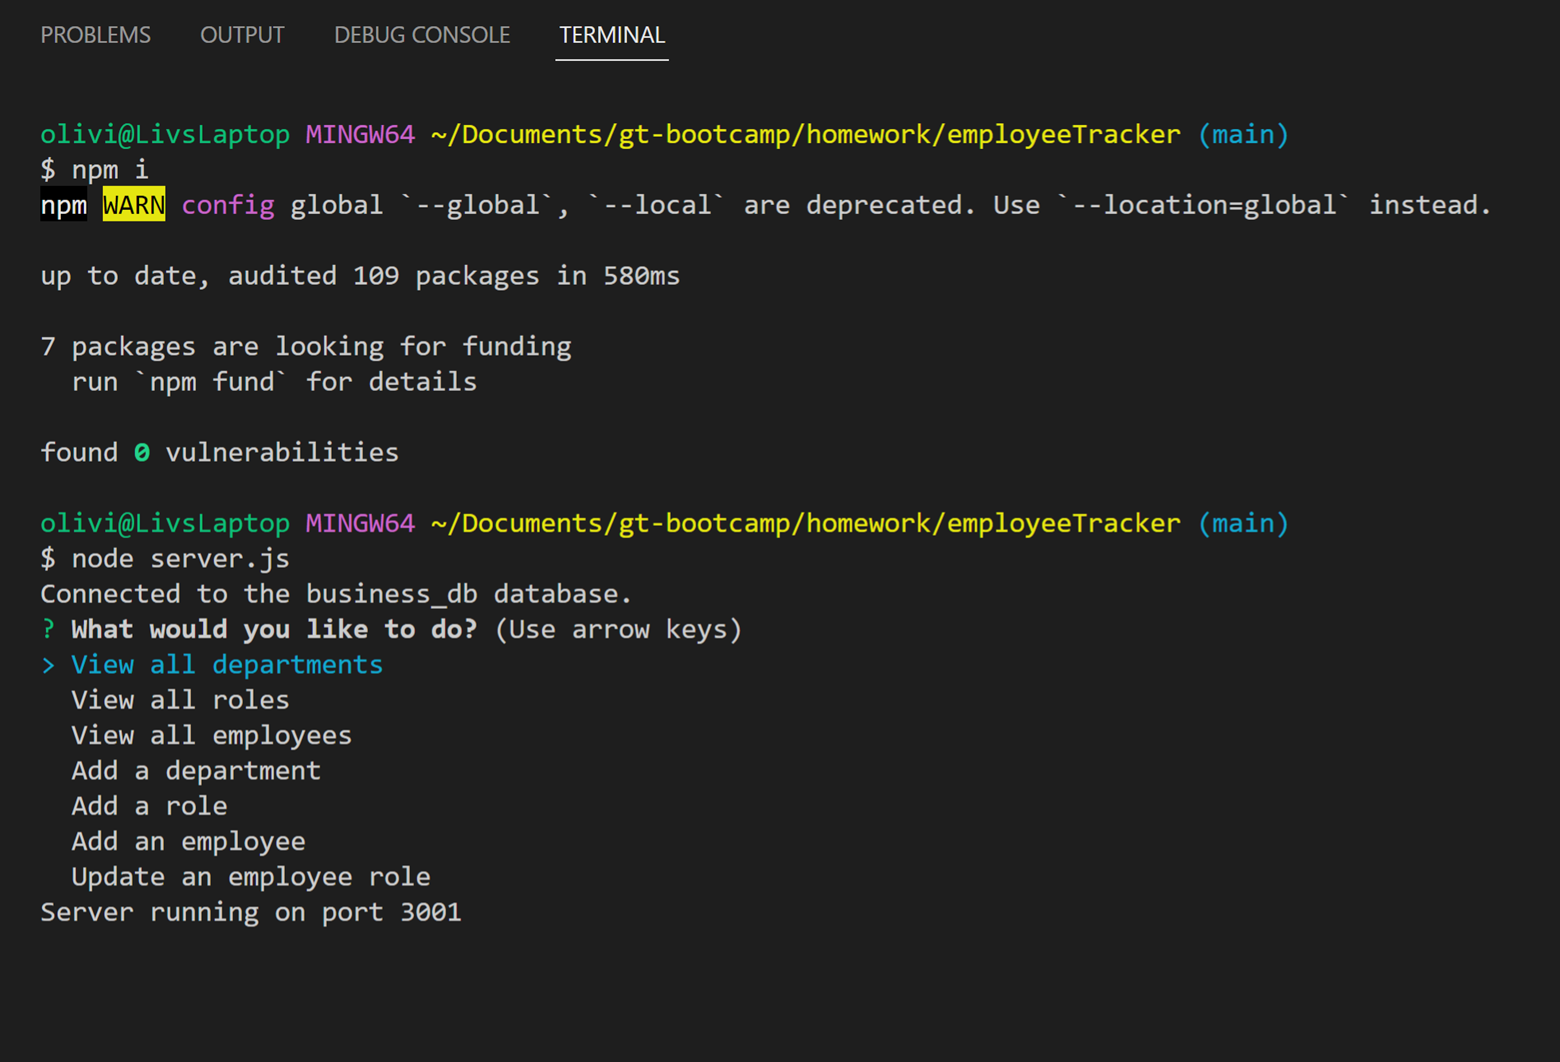 PROBLEMS OUTPUT DEBUG CONSOLE TERMINAL
olivi@LivsLaptop MINGW64 ~/Documents/gt-bootcamp/homework/employeeTracker (main)
$ npm i
npm WARN config global `--global`, `--local` are deprecated. Use `--location=global` instead.
up to date, audited 109 packages in 580ms
7 packages are looking for funding
  run `npm fund` for details
found 0 vulnerabilities
olivi@LivsLaptop MINGW64 ~/Documents/gt-bootcamp/homework/employeeTracker (main)
$ node server.js
Connected to the business_db database.
? What would you like to do? (Use arrow keys)
> View all departments
  View all roles
  View all employees
  Add a department
  Add a role
  Add an employee
  Update an employee role
Server running on port 3001